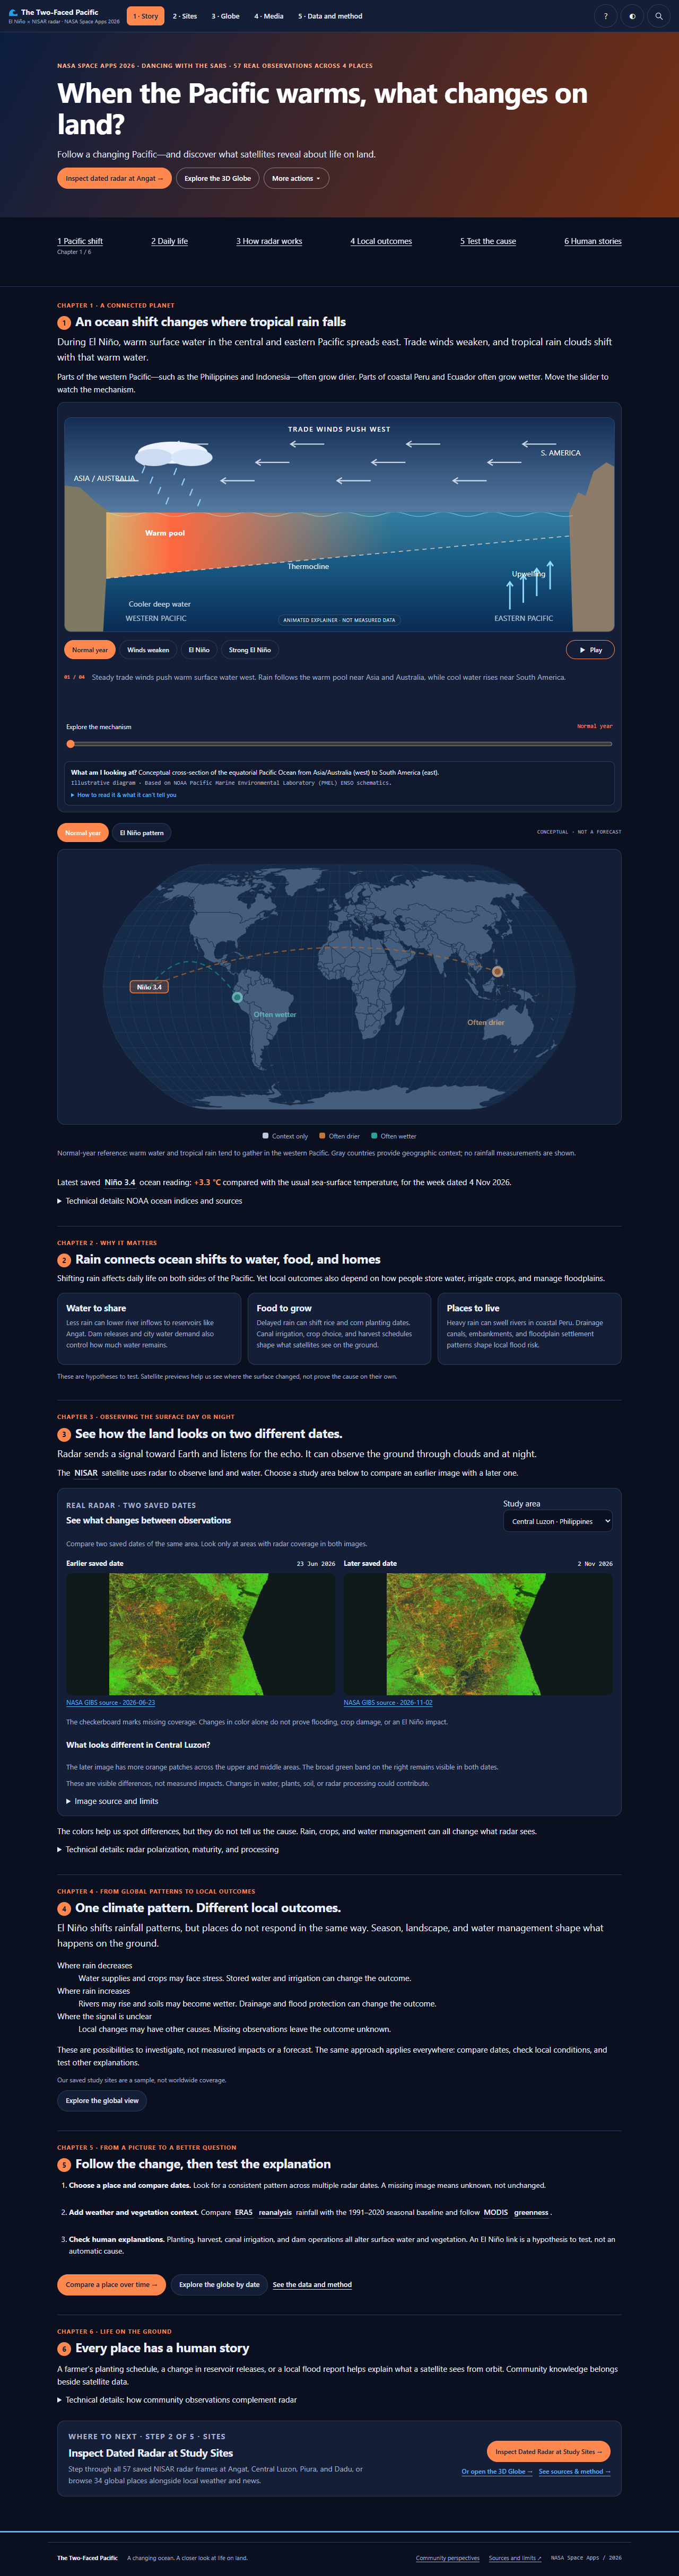 The Two-Faced Pacific
El Niño × NISAR radar · NASA Space Apps 2026
1 · Story
2 · Sites
3 · Globe
4 · Media
5 · Data and method
?
NASA SPACE APPS 2026 · DANCING WITH THE SARS · 57 REAL OBSERVATIONS ACROSS 4 PLACES
When the Pacific warms, what changes on
land?
Follow a changing Pacific—and discover what satellites reveal about life on land.
Inspect dated radar at Angat →
Explore the 3D Globe
More actions
1 Pacific shift
2 Daily life
3 How radar works
4 Local outcomes
5 Test the cause
6 Human stories
Chapter 1 / 6
CHAPTER 1 · A CONNECTED PLANET
1 An ocean shift changes where tropical rain falls
During El Niño, warm surface water in the central and eastern Pacific spreads east. Trade winds weaken, and tropical rain clouds shift
with that warm water.
Parts of the western Pacific—such as the Philippines and Indonesia—often grow drier. Parts of coastal Peru and Ecuador often grow wetter. Move the slider to
watch the mechanism.
TRADE WINDS PUSH WEST
S. AMERICA
ASIA / AUSTRALIA
Warm pool
Thermocline
Upwelling
Cooler deep water
WESTERN PACIFIC
ANIMATED EXPLAINER · NOT MEASURED DATA
EASTERN PACIFIC
Normal year
Winds weaken
El Niño
Strong El Niño
▶ Play
01 / 04 Steady trade winds push warm surface water west. Rain follows the warm pool near Asia and Australia, while cool water rises near South America.
Explore the mechanism
Normal year
What am I looking at? Conceptual cross-section of the equatorial Pacific Ocean from Asia/Australia (west) to South America (east).
Illustrative diagram · Based on NOAA Pacific Marine Environmental Laboratory (PMEL) ENSO schematics.
▶ How to read it & what it can't tell you
Normal year
El Niño pattern
CONCEPTUAL · NOT A FORECAST
Niño 3.4
Often wetter
Often drier
Context only
Often drier
Often wetter
Normal-year reference: warm water and tropical rain tend to gather in the western Pacific. Gray countries provide geographic context; no rainfall measurements are shown.
Latest saved Niño 3.4 ocean reading: +3.3 °C compared with the usual sea-surface temperature, for the week dated 4 Nov 2026.
▶ Technical details: NOAA ocean indices and sources
CHAPTER 2 · WHY IT MATTERS
2 Rain connects ocean shifts to water, food, and homes
Shifting rain affects daily life on both sides of the Pacific. Yet local outcomes also depend on how people store water, irrigate crops, and manage floodplains.
Water to share
Less rain can lower river inflows to reservoirs like
Angat. Dam releases and city water demand also
control how much water remains.
Food to grow
Delayed rain can shift rice and corn planting dates.
Canal irrigation, crop choice, and harvest schedules
shape what satellites see on the ground.
Places to live
Heavy rain can swell rivers in coastal Peru. Drainage
canals, embankments, and floodplain settlement
patterns shape local flood risk.
These are hypotheses to test. Satellite previews help us see where the surface changed, not prove the cause on their own.
CHAPTER 3 · OBSERVING THE SURFACE DAY OR NIGHT
3 See how the land looks on two different dates.
Radar sends a signal toward Earth and listens for the echo. It can observe the ground through clouds and at night.
The NISAR satellite uses radar to observe land and water. Choose a study area below to compare an earlier image with a later one.
REAL RADAR · TWO SAVED DATES
See what changes between observations
Study area
Central Luzon · Philippines
Compare two saved dates of the same area. Look only at areas with radar coverage in both images.
Earlier saved date
23 Jun 2026
Later saved date
2 Nov 2026
NASA GIBS source · 2026-06-23
NASA GIBS source · 2026-11-02
The checkerboard marks missing coverage. Changes in color alone do not prove flooding, crop damage, or an El Niño impact.
What looks different in Central Luzon?
The later image has more orange patches across the upper and middle areas. The broad green band on the right remains visible in both dates.
These are visible differences, not measured impacts. Changes in water, plants, soil, or radar processing could contribute.
▶ Image source and limits
The colors help us spot differences, but they do not tell us the cause. Rain, crops, and water management can all change what radar sees.
▶ Technical details: radar polarization, maturity, and processing
CHAPTER 4 · FROM GLOBAL PATTERNS TO LOCAL OUTCOMES
4 One climate pattern. Different local outcomes.
El Niño shifts rainfall patterns, but places do not respond in the same way. Season, landscape, and water management shape what
happens on the ground.
Where rain decreases
Water supplies and crops may face stress. Stored water and irrigation can change the outcome.
Where rain increases
Rivers may rise and soils may become wetter. Drainage and flood protection can change the outcome.
Where the signal is unclear
Local changes may have other causes. Missing observations leave the outcome unknown.
These are possibilities to investigate, not measured impacts or a forecast. The same approach applies everywhere: compare dates, check local conditions, and
test other explanations.
Our saved study sites are a sample, not worldwide coverage.
Explore the global view
CHAPTER 5 · FROM A PICTURE TO A BETTER QUESTION
5 Follow the change, then test the explanation
1. Choose a place and compare dates. Look for a consistent pattern across multiple radar dates. A missing image means unknown, not unchanged.
2. Add weather and vegetation context. Compare ERA5 reanalysis rainfall with the 1991–2020 seasonal baseline and follow MODIS greenness .
3. Check human explanations. Planting, harvest, canal irrigation, and dam operations all alter surface water and vegetation. An El Niño link is a hypothesis to test, not an
automatic cause.
Compare a place over time →
Explore the globe by date
See the data and method
CHAPTER 6 · LIFE ON THE GROUND
6 Every place has a human story
A farmer's planting schedule, a change in reservoir releases, or a local flood report helps explain what a satellite sees from orbit. Community knowledge belongs
beside satellite data.
▶ Technical details: how community observations complement radar
WHERE TO NEXT · STEP 2 OF 5 · SITES
Inspect Dated Radar at Study Sites
Step through all 57 saved NISAR radar frames at Angat, Central Luzon, Piura, and Dadu, or
browse 34 global places alongside local weather and news.
Inspect Dated Radar at Study Sites →
Or open the 3D Globe →
See sources & method →
The Two-Faced Pacific
A changing ocean. A closer look at life on land.
Community perspectives
Sources and limits ↗
NASA Space Apps / 2026